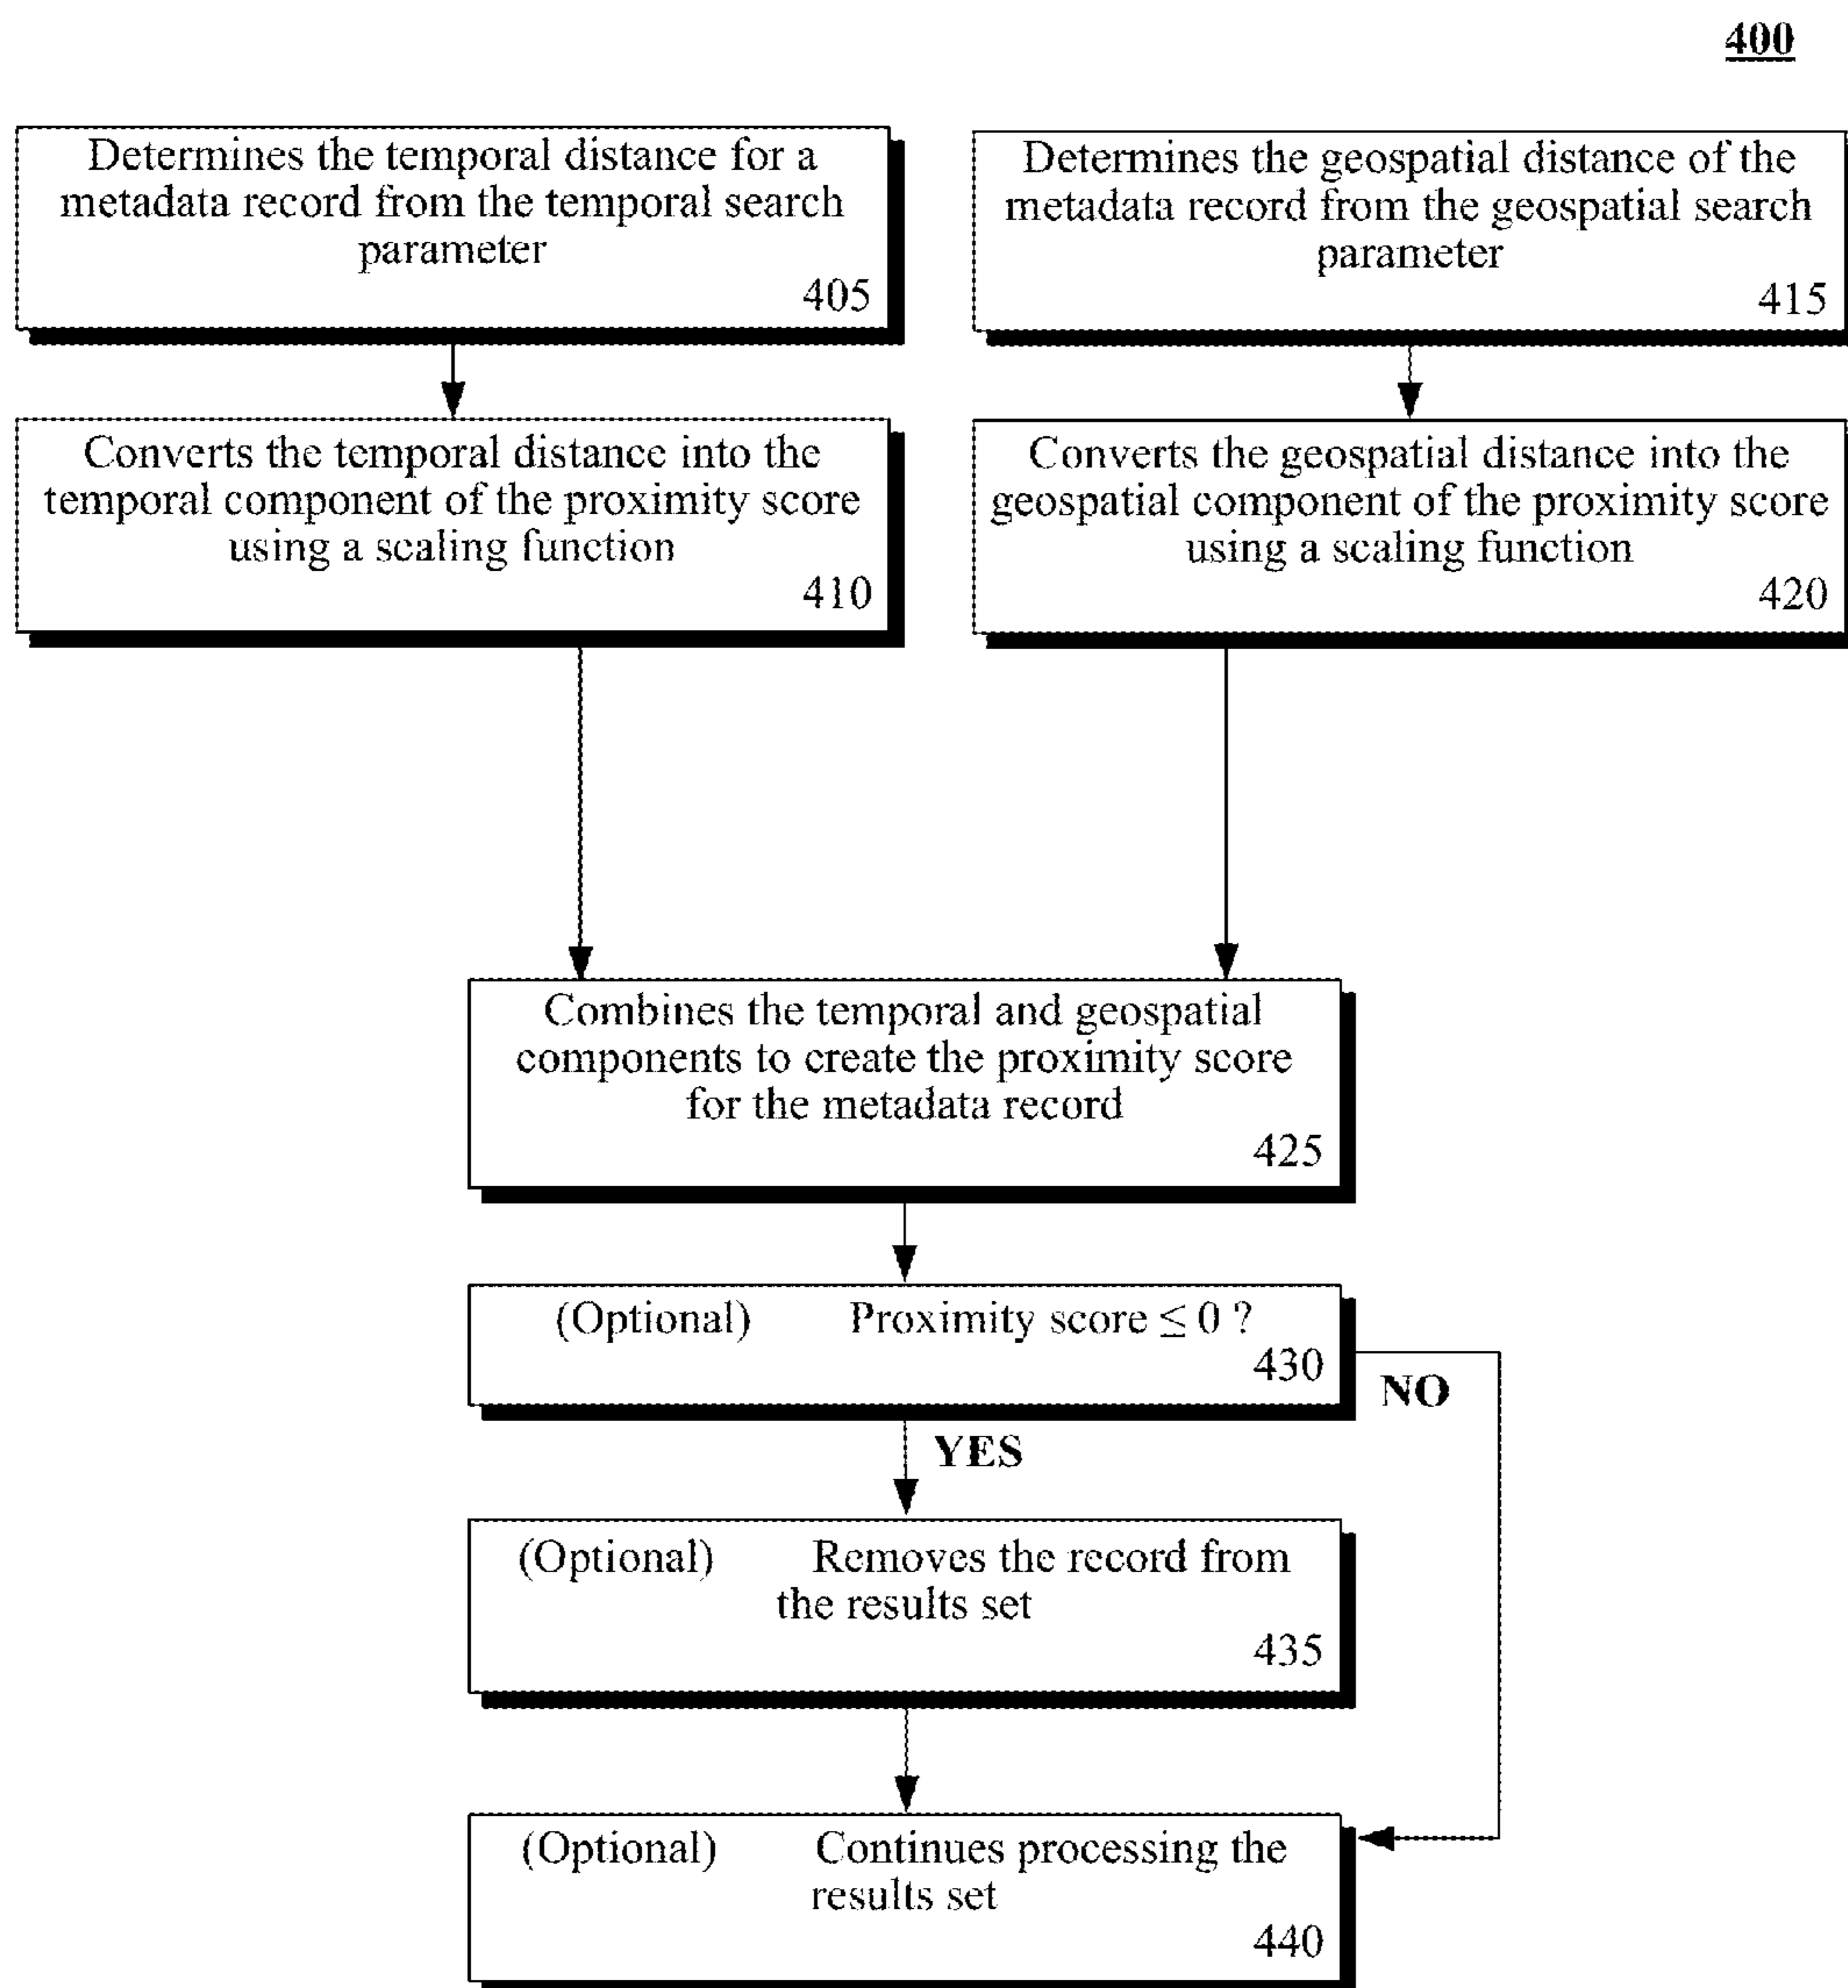 400
Determines the temporal distance for a
metadata record from the temporal search
parameter
405
Determines the geospatial distance of the
metadata record from the geospatial search
parameter
415
Converts the temporal distance into the
temporal component of the proximity score
using a scaling function
410
Converts the geospatial distance into the
geospatial component of the proximity score
using a scaling function
420
Combines the temporal and geospatial
components to create the proximity score
for the metadata record
425
(Optional) Proximity score ≤ 0 ?
430
NO
YES
(Optional) Removes the record from
the results set
435
(Optional) Continues processing the
results set
440